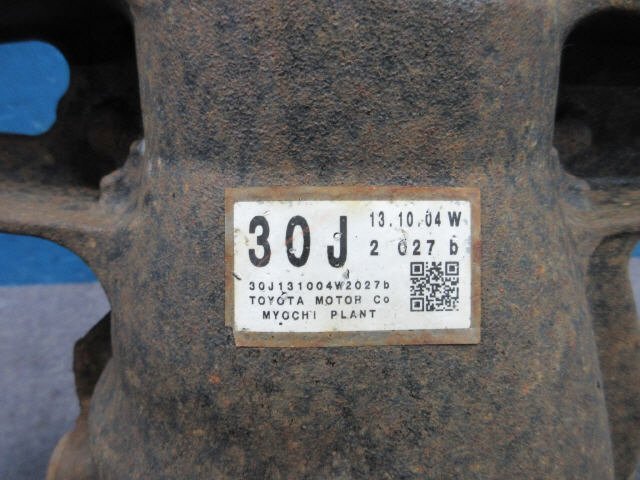 30J 13.10.04 W
2 027 b
30J131004W2027b
TOYOTA MOTOR Co
MYOCHI PLANT